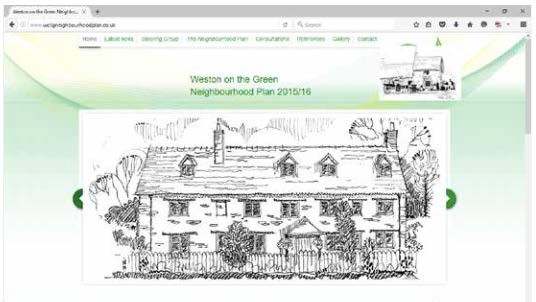 Weston on the Green Neighbo...
www.wotgneighbourhoodplan.co.uk
Search
Home Latest News Steering Group The Neighbourhood Plan Consultations References Gallery Contact
Weston on the Green
Neighbourhood Plan 2015/16